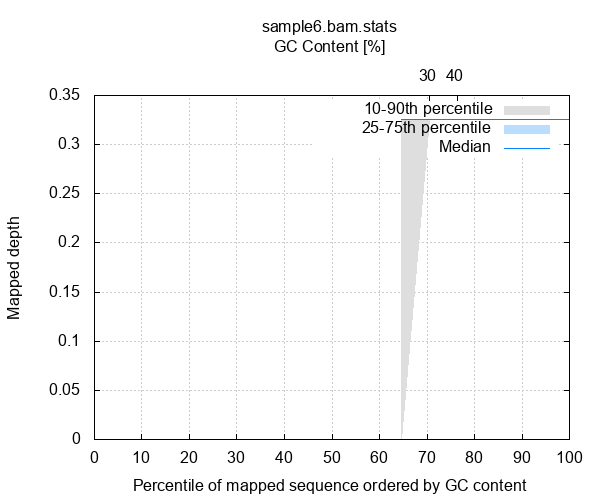 sample6.bam.stats
GC Content [%]
30 40
0.35
0.3
0.25
0.2
0.15
0.1
0.05
0
10-90th percentile
25-75th percentile
Median
Mapped depth
0 10 20 30 40 50 60 70 80 90 100
Percentile of mapped sequence ordered by GC content